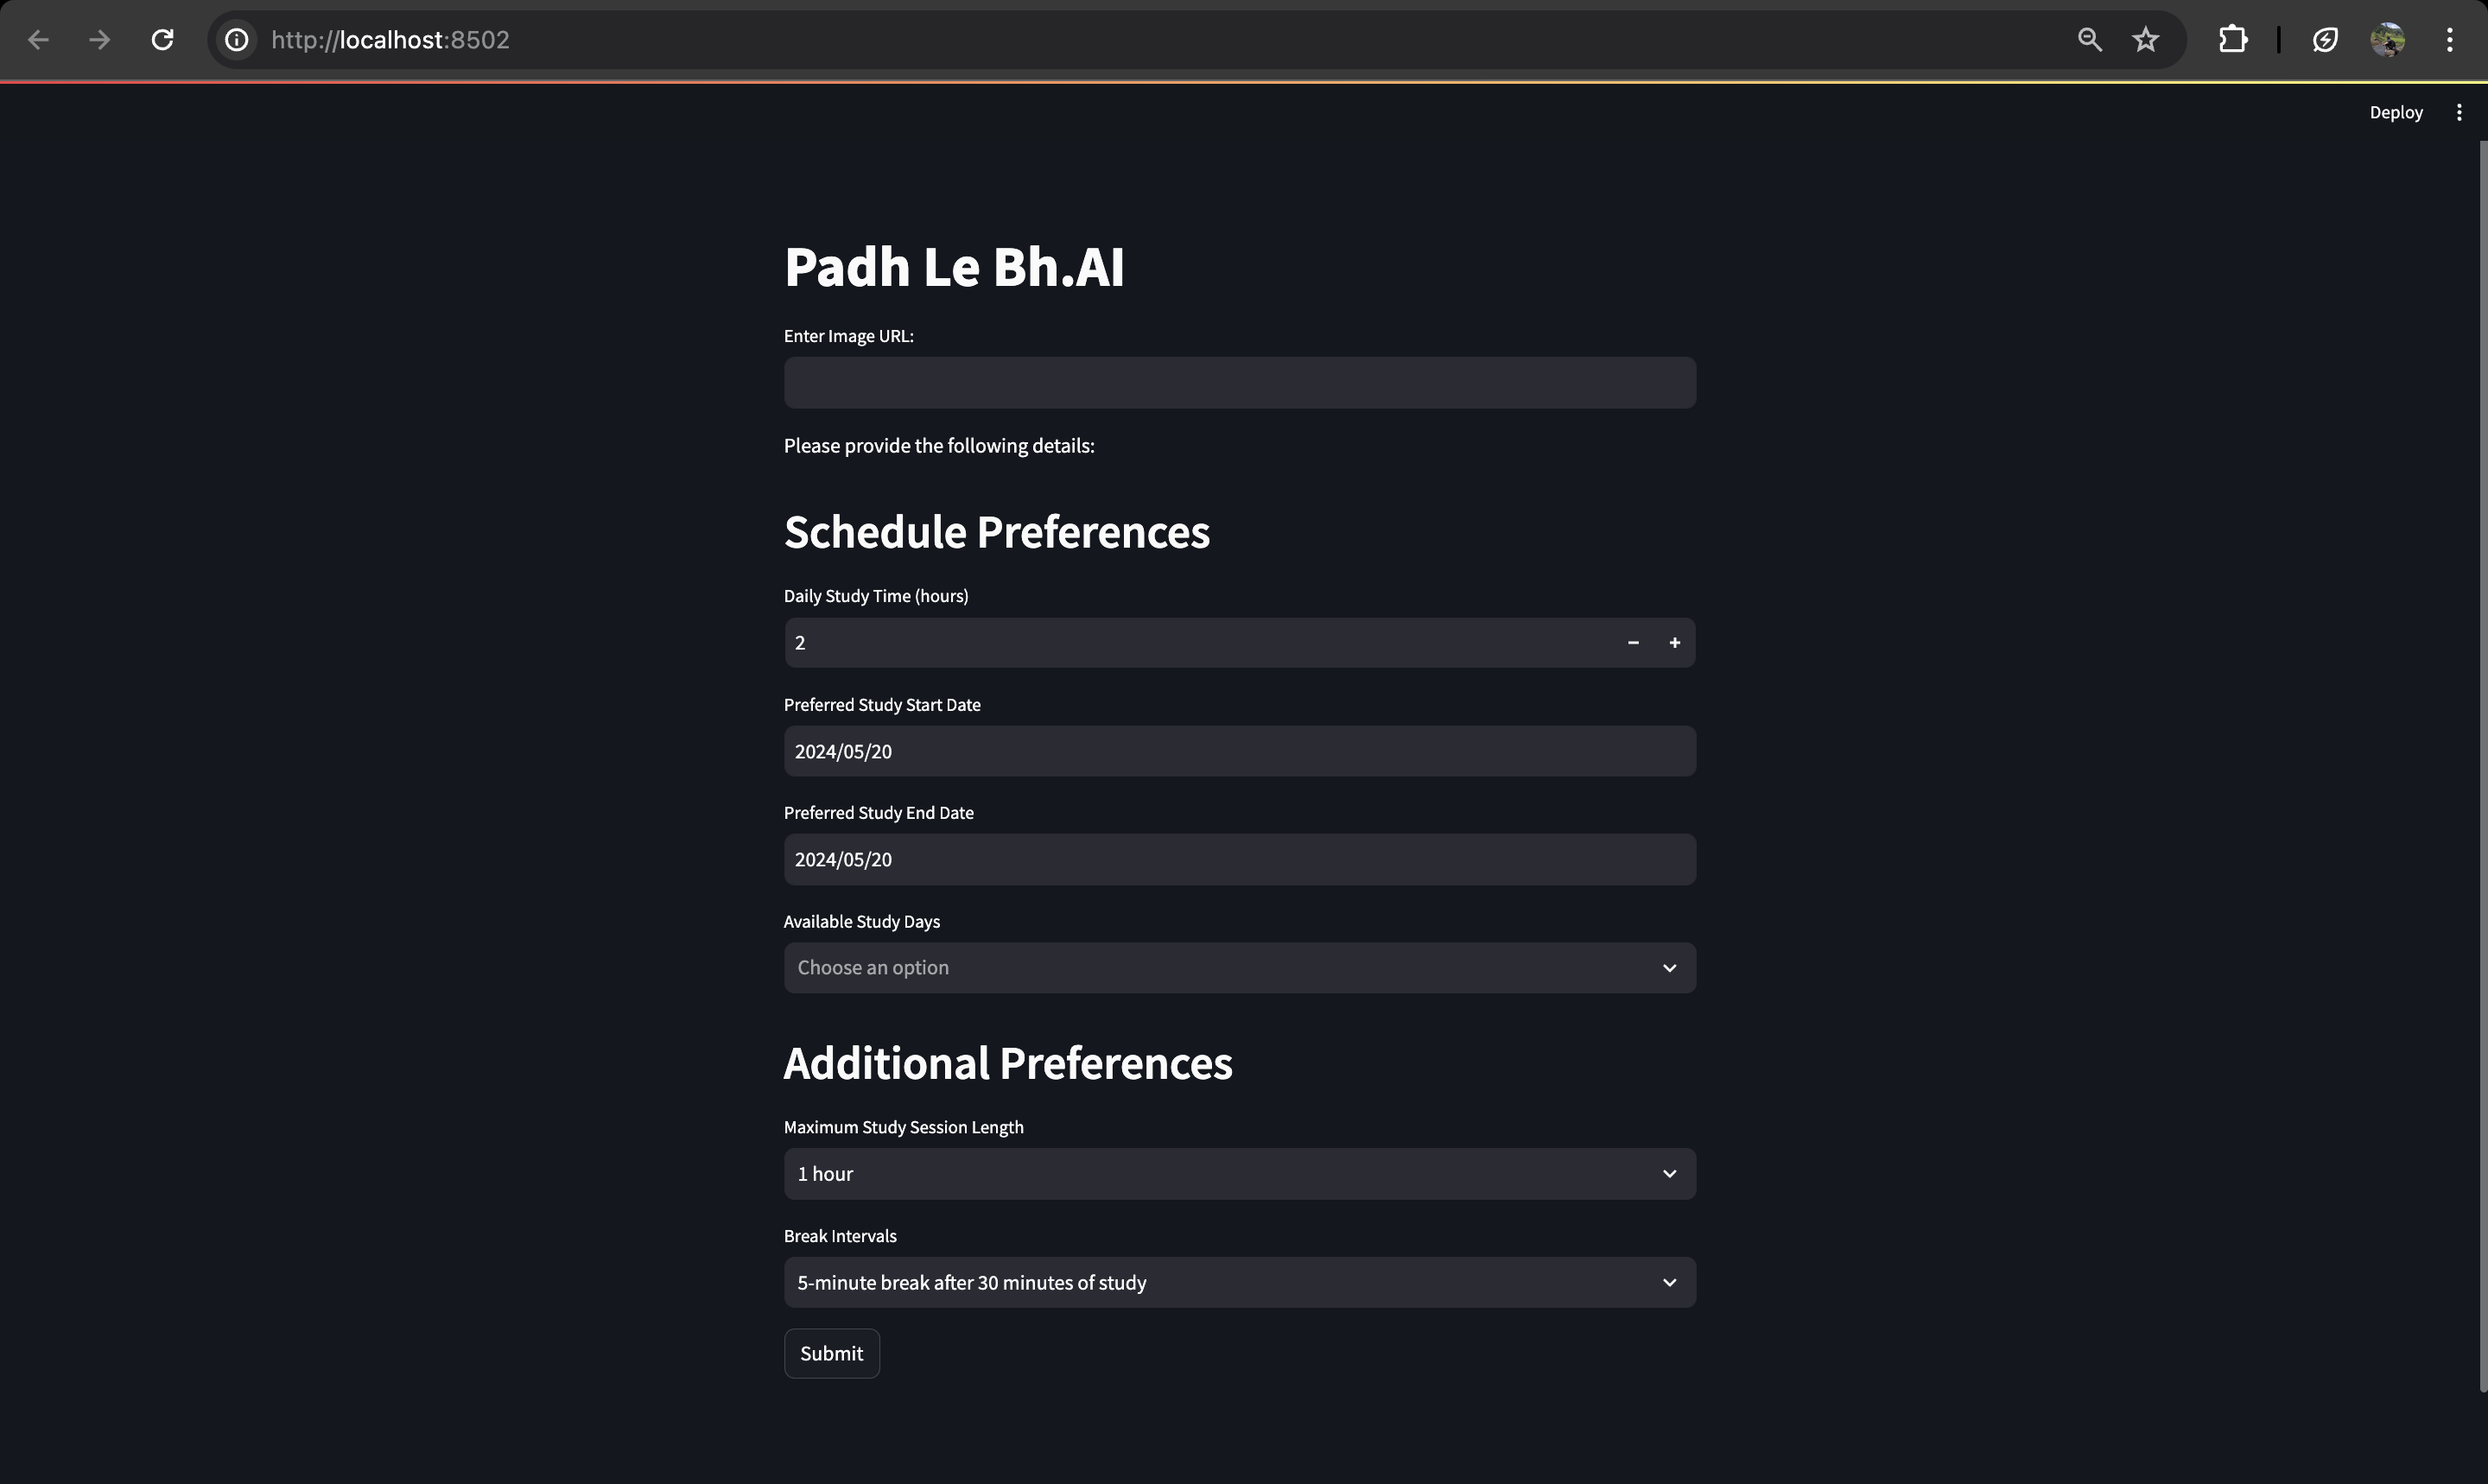 http://localhost:8502
Deploy
Padh Le Bh.AI
Enter Image URL:
Please provide the following details:
Schedule Preferences
Daily Study Time (hours)
2
Preferred Study Start Date
2024/05/20
Preferred Study End Date
2024/05/20
Available Study Days
Choose an option
Additional Preferences
Maximum Study Session Length
1 hour
Break Intervals
5-minute break after 30 minutes of study
Submit